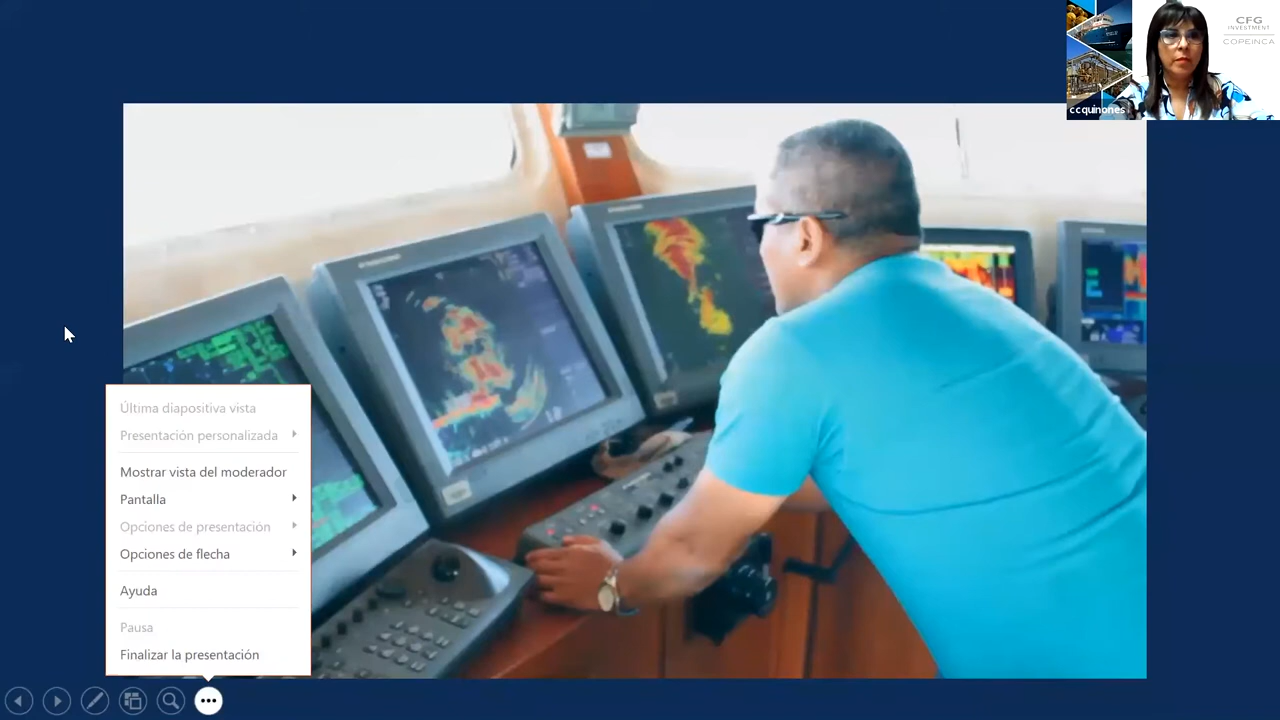 CFG
INVESTMENT
COPEINCA
ccquinones
Última diapositiva vista
Presentación personalizada
Mostrar vista del moderador
Pantalla
Opciones de presentación
Opciones de flecha
Ayuda
Pausa
Finalizar la presentación